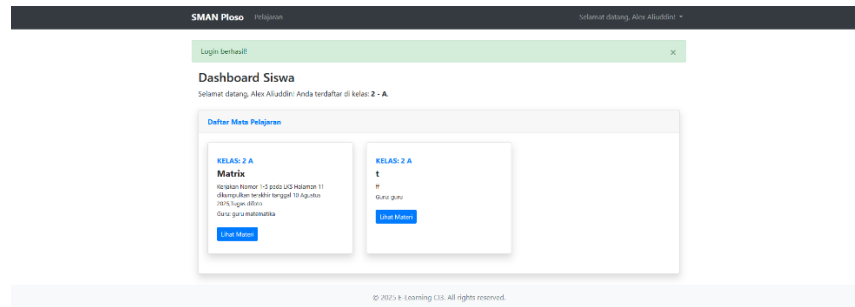 SMAN Ploso Pelajaran Selamat datang, Alex Aliuddin!
Login berhasil! ×
Dashboard Siswa
Selamat datang, Alex Aliuddin! Anda terdaftar di kelas: 2 - A.
Daftar Mata Pelajaran
KELAS: 2 A
Matrix
Kerjakan Nomor 1-5 pada LKS Halaman 11
dikumpulkan terakhir tanggal 10 Agustus
2025,Tugas difoto
Guru: guru matematika
Lihat Materi
KELAS: 2 A
t
ff
Guru: guru
Lihat Materi
© 2025 E-Learning CI3. All rights reserved.